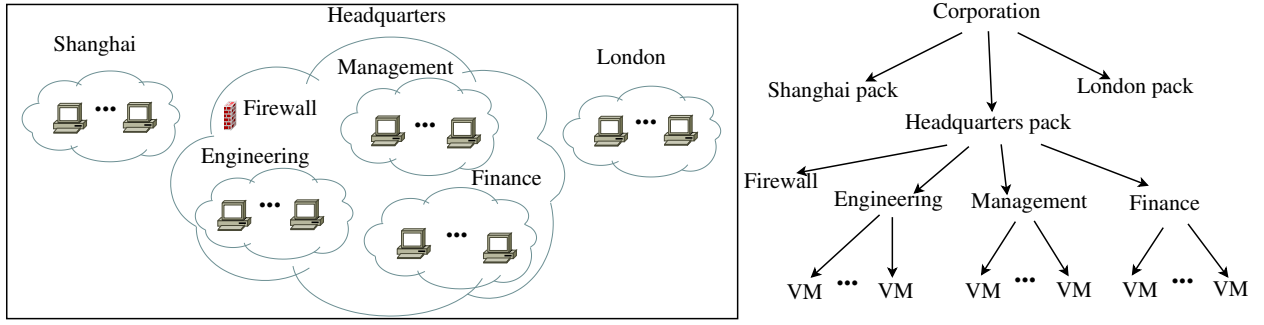 Headquarters
Shanghai
Management
London
Firewall
Engineering
Finance
Corporation
Shanghai pack
London pack
Headquarters pack
Firewall
Engineering
Management
Finance
VM ••• VM
VM ••• VM
VM ••• VM